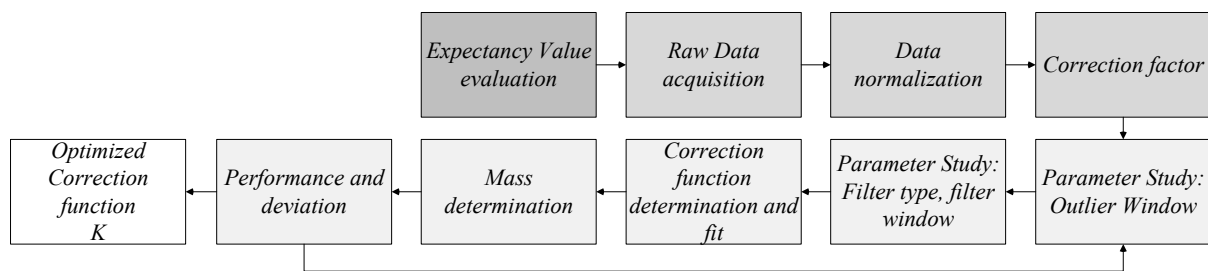 Expectancy Value
evaluation
Raw Data
acquisition
Data
normalization
Correction factor
Optimized
Correction
function
K
Performance and
deviation
Mass
determination
Correction
function
determination and
fit
Parameter Study:
Filter type, filter
window
Parameter Study:
Outlier Window